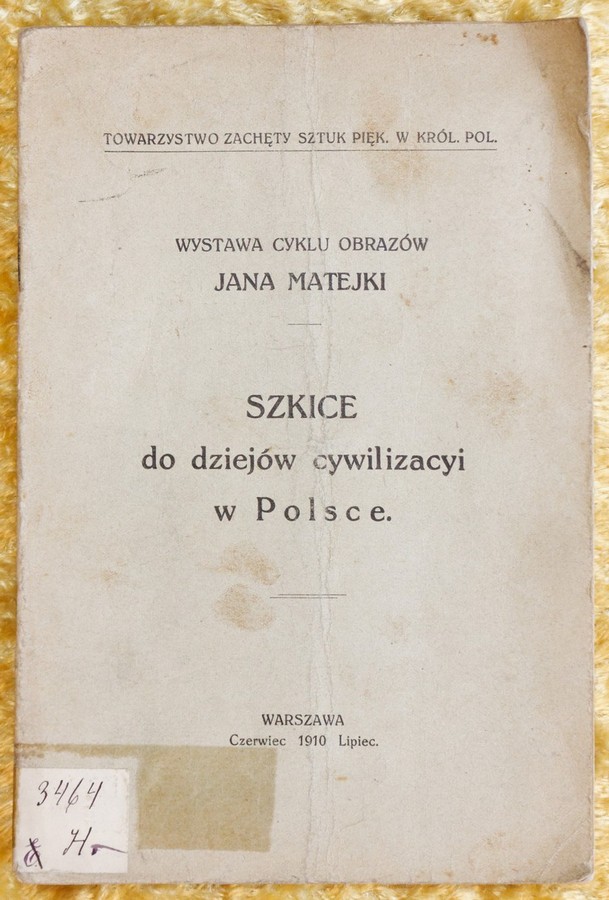 TOWARZYSTWO ZACHĘTY SZTUK PIĘK. W KRÓL. POL.
WYSTAWA CYKLU OBRAZÓW
JANA MATEJKI
SZKICE
do dziejów cywilizacyi
w Polsce.
WARSZAWA
Czerwiec 1910 Lipiec.
3464
H.